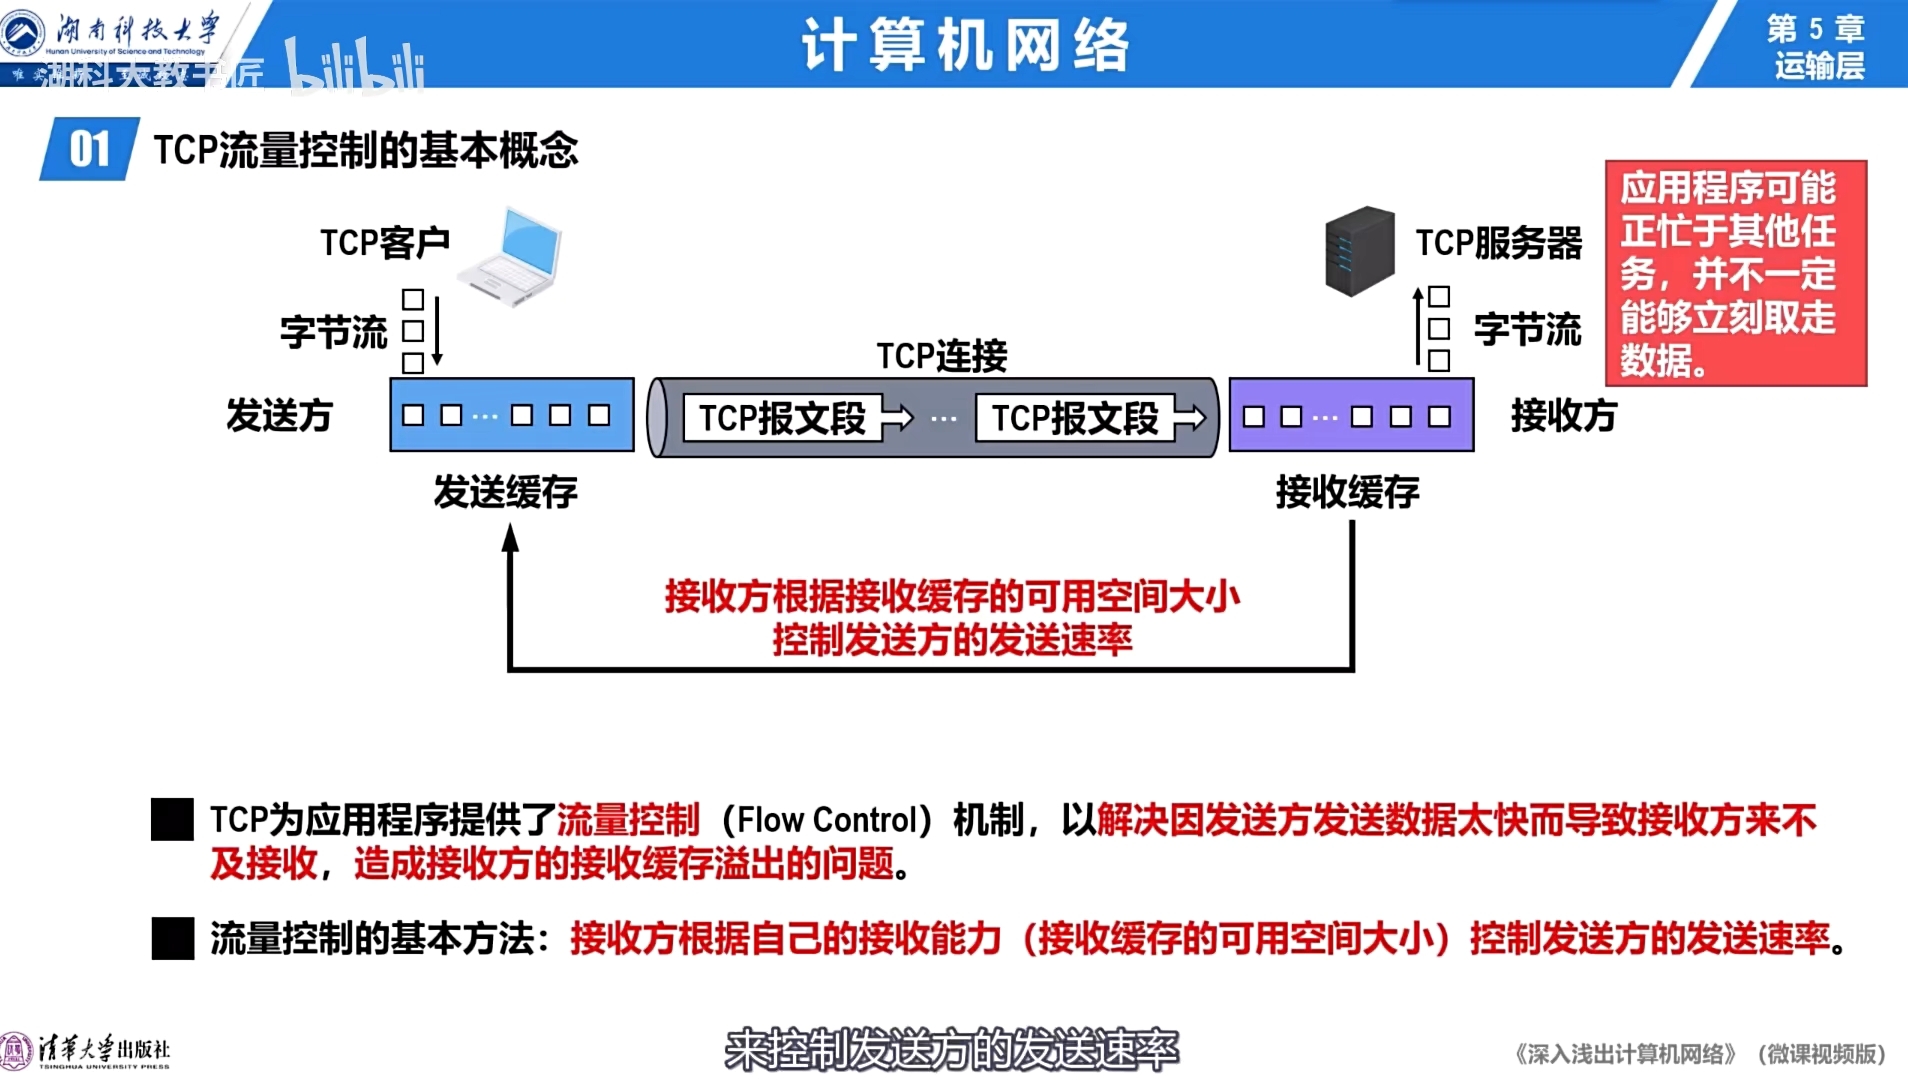 湖南科技大学
Hunan University of Science and Technology
湖科大教书匠 bilibili
计算机网络
第 5 章
运输层
01 TCP流量控制的基本概念
应用程序可能
正忙于其他任
务，并不一定
能够立刻取走
数据。
TCP客户
TCP服务器
字节流
字节流
TCP连接
发送方
… TCP报文段 … TCP报文段 …
接收方
发送缓存
接收缓存
接收方根据接收缓存的可用空间大小
控制发送方的发送速率
TCP为应用程序提供了流量控制（Flow Control）机制，以解决因发送方发送数据太快而导致接收方来不
及接收，造成接收方的接收缓存溢出的问题。
流量控制的基本方法：接收方根据自己的接收能力（接收缓存的可用空间大小）控制发送方的发送速率。
清华大学出版社
TSINGHUA UNIVERSITY PRESS
来控制发送方的发送速率
《深入浅出计算机网络》（微课视频版）